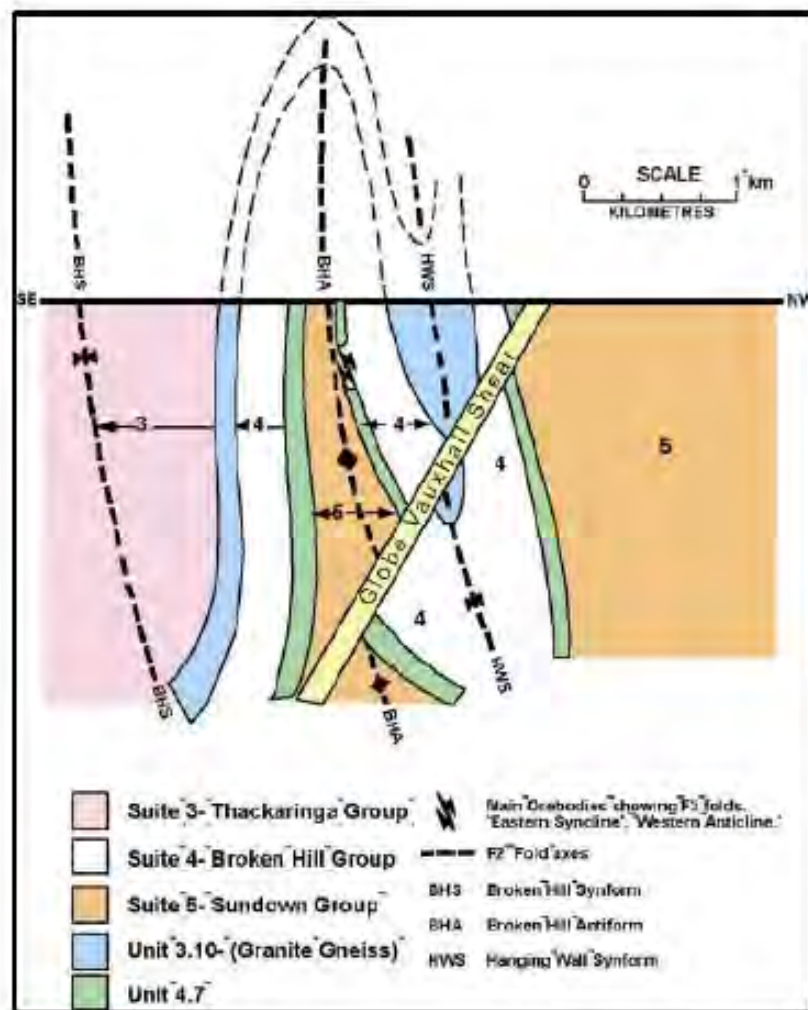 SCALE
0 1 km
KILOMETRES
BHS
BHA
HWS
SE
NW
3
4
4
5
4
5
4
Globe Vauxhall Shear
BHS
BHA
HWS
Suite 3- Thackaringa Group
Suite 4- Broken Hill Group
Suite 5- Sundown Group
Unit 3.10- (Granite Gneiss)
Unit 4.7
Main Orebodies showing folds.
"Eastern Syncline", "Western Anticline."
F2 Fold axes
BHS Broken Hill Synform
BHA Broken Hill Antiform
HWS Hanging Wall Synform